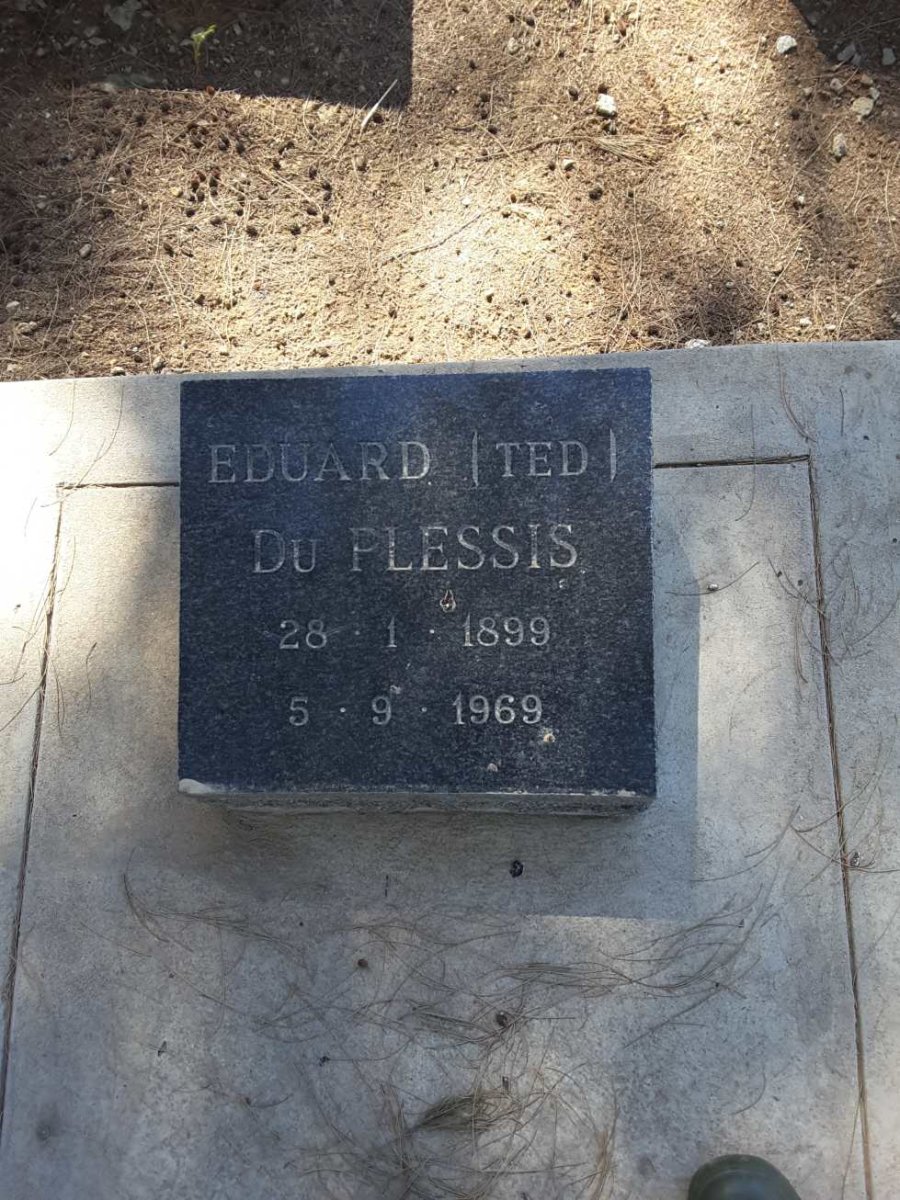 EDUARD (TED)
DU PLESSIS
28 · 1 · 1899
5 · 9 · 1969